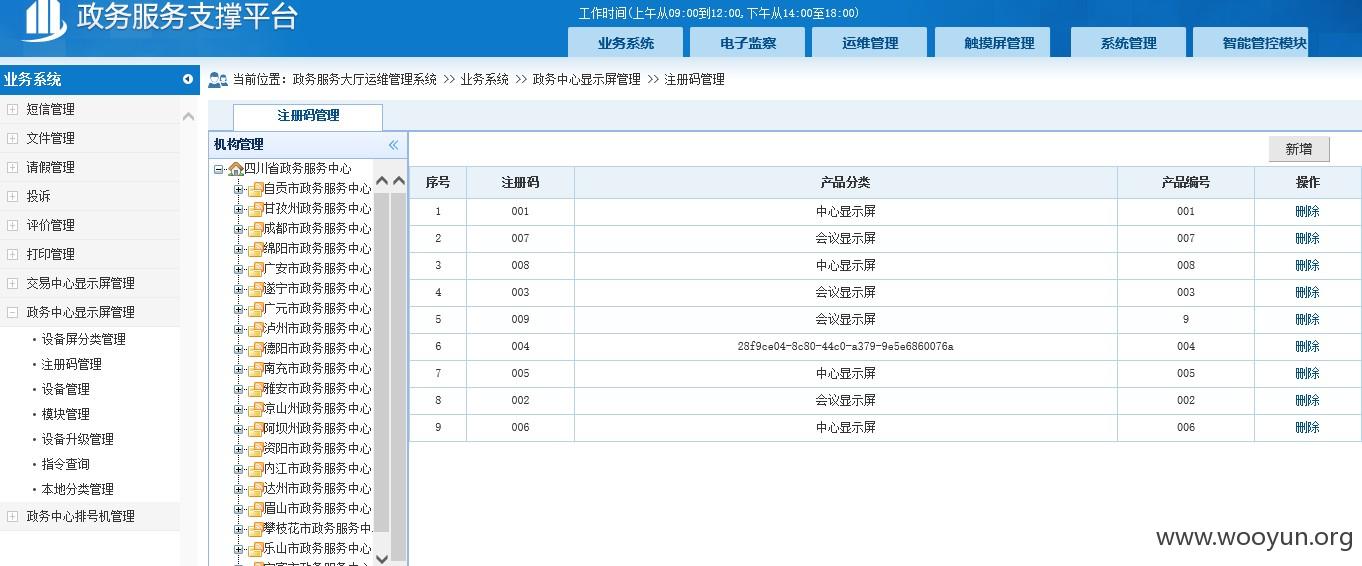 政务服务支撑平台
工作时间(上午从09:00到12:00,下午从14:00至18:00)
业务系统 电子监察 运维管理 触摸屏管理 系统管理 智能管控模块
业务系统
当前位置：政务服务大厅运维管理系统 >> 业务系统 >> 政务中心显示屏管理 >> 注册码管理
短信管理
文件管理
请假管理
投诉
评价管理
打印管理
交易中心显示屏管理
政务中心显示屏管理
设备屏分类管理
注册码管理
设备管理
模块管理
设备升级管理
指令查询
本地分类管理
政务中心排号机管理
注册码管理
机构管理
四川省政务服务中心
自贡市政务服务中心
甘孜州政务服务中心
成都市政务服务中心
绵阳市政务服务中心
广安市政务服务中心
遂宁市政务服务中心
广元市政务服务中心
泸州市政务服务中心
德阳市政务服务中心
南充市政务服务中心
雅安市政务服务中心
凉山州政务服务中心
阿坝州政务服务中心
资阳市政务服务中心
内江市政务服务中心
达州市政务服务中心
眉山市政务服务中心
攀枝花市政务服务中
乐山市政务服务中心
新增
序号 注册码 产品分类 产品编号 操作
1 001 中心显示屏 001 删除
2 007 会议显示屏 007 删除
3 008 中心显示屏 008 删除
4 003 会议显示屏 003 删除
5 009 会议显示屏 9 删除
6 004 28f9ce04-8c80-44c0-a379-9e5e6860076a 004 删除
7 005 中心显示屏 005 删除
8 002 会议显示屏 002 删除
9 006 中心显示屏 006 删除
www.wooyun.org